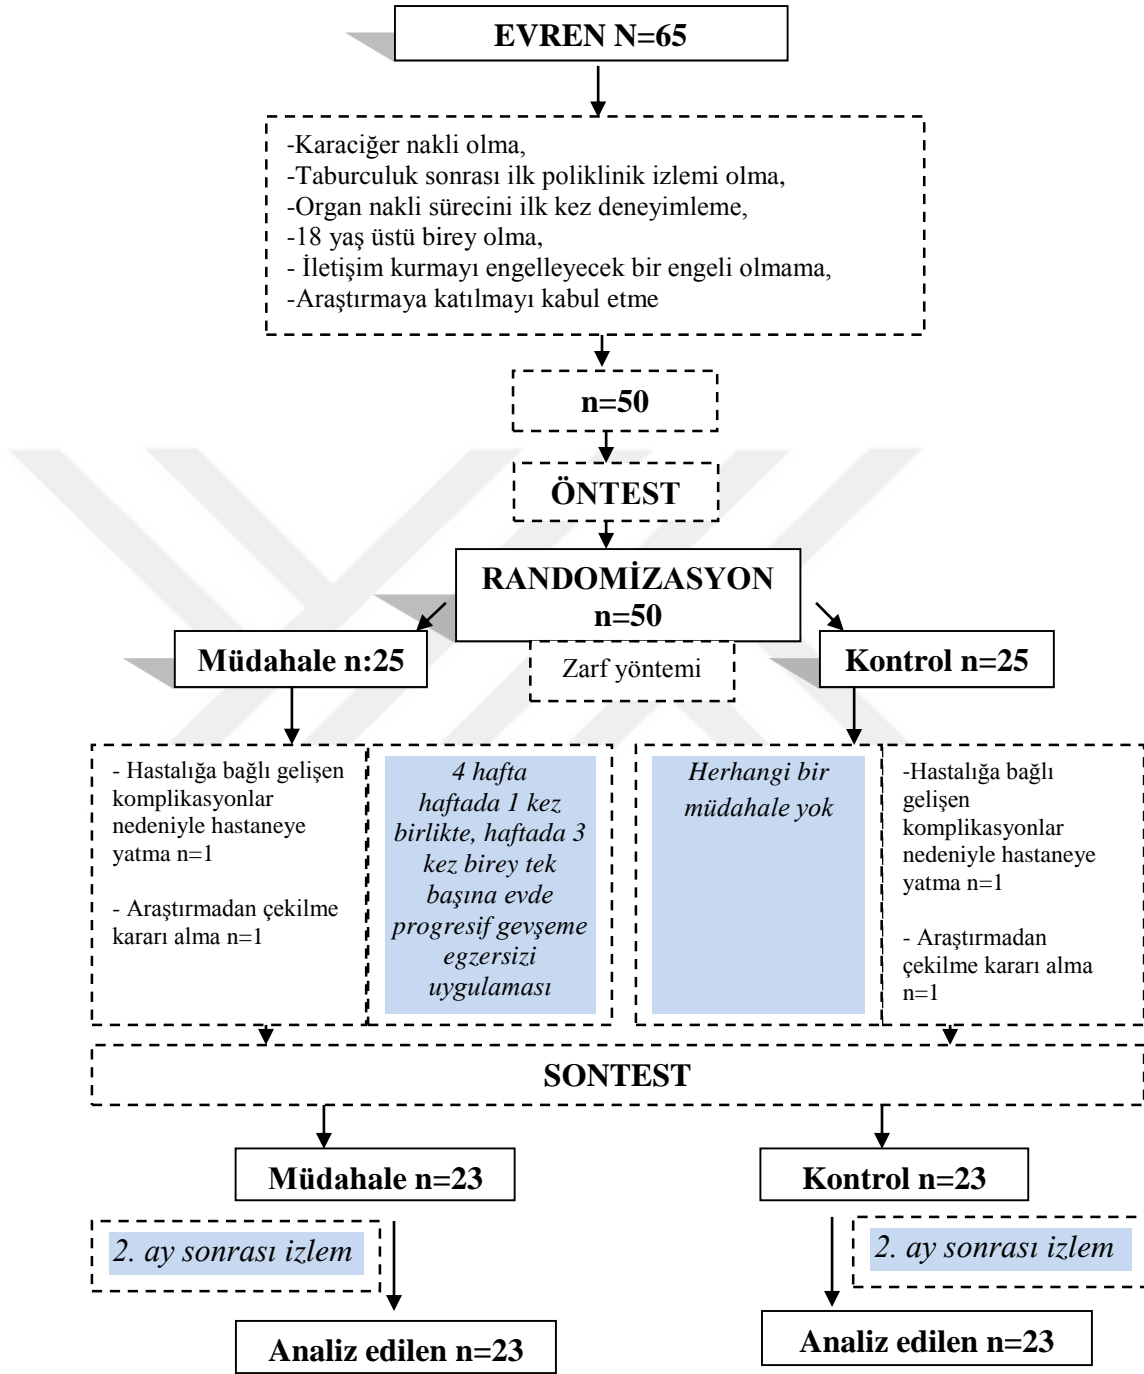 EVREN N=65
-Karaciğer nakli olma,
-Taburculuk sonrası ilk poliklinik izlemi olma,
-Organ nakli sürecini ilk kez deneyimleme,
-18 yaş üstü birey olma,
- İletişim kurmayı engelleyecek bir engeli olmama,
-Araştırmaya katılmayı kabul etme
n=50
ÖNTEST
RANDOMİZASYON
n=50
Zarf yöntemi
Müdahale n:25
Kontrol n=25
- Hastalığa bağlı gelişen
komplikasyonlar
nedeniyle hastaneye
yatma n=1
- Araştırmadan çekilme
kararı alma n=1
4 hafta
haftada 1 kez
birlikte, haftada 3
kez birey tek
başına evde
progresif gevşeme
egzersizi
uygulaması
Herhangi bir
müdahale yok
-Hastalığa bağlı
gelişen
komplikasyonlar
nedeniyle hastaneye
yatma n=1
- Araştırmadan
çekilme kararı alma
n=1
SONTEST
Müdahale n=23
Kontrol n=23
2. ay sonrası izlem
2. ay sonrası izlem
Analiz edilen n=23
Analiz edilen n=23